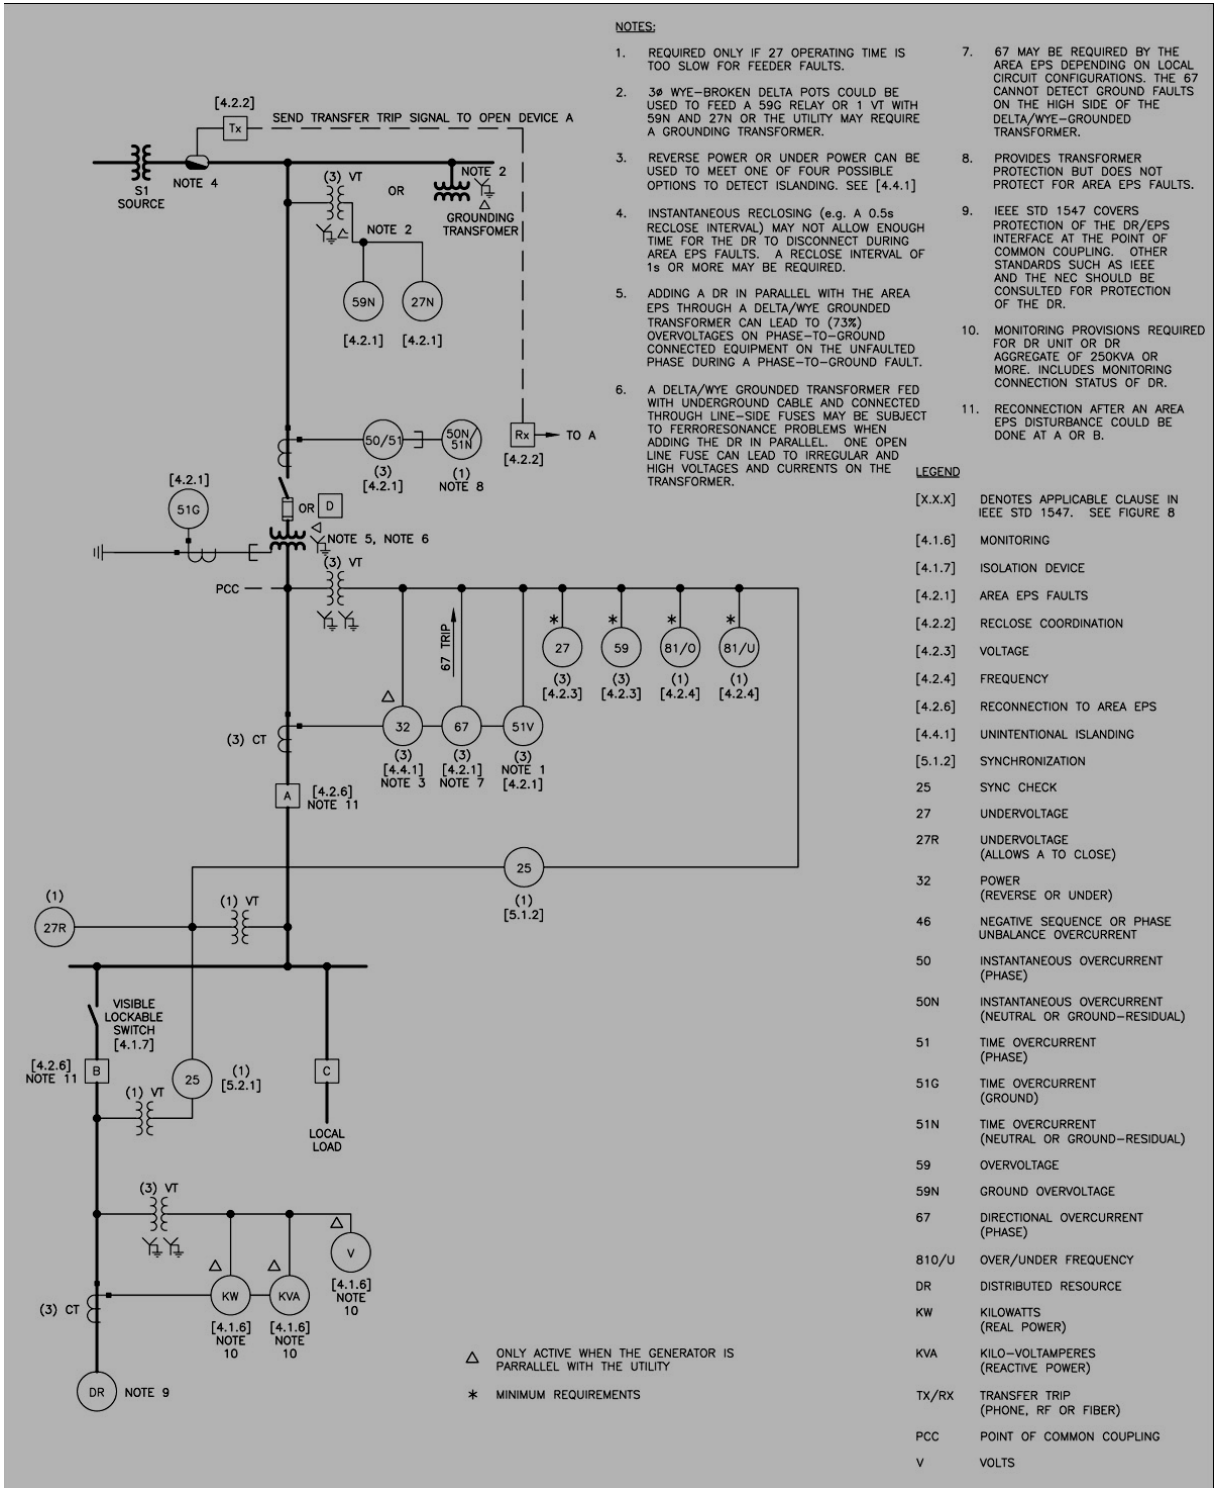 NOTES:
1. REQUIRED ONLY IF 27 OPERATING TIME IS
TOO SLOW FOR FEEDER FAULTS.
2. 3ø WYE-BROKEN DELTA POTS COULD BE
USED TO FEED A 59G RELAY OR 1 VT WITH
59N AND 27N OR THE UTILITY MAY REQUIRE
A GROUNDING TRANSFORMER.
3. REVERSE POWER OR UNDER POWER CAN BE
USED TO MEET ONE OF FOUR POSSIBLE
OPTIONS TO DETECT ISLANDING. SEE [4.4.1]
4. INSTANTANEOUS RECLOSING (e.g. A 0.5s
RECLOSE INTERVAL) MAY NOT ALLOW ENOUGH
TIME FOR THE DR TO DISCONNECT DURING
AREA EPS FAULTS. A RECLOSE INTERVAL OF
1s OR MORE MAY BE REQUIRED.
5. ADDING A DR IN PARALLEL WITH THE AREA
EPS THROUGH A DELTA/WYE GROUNDED
TRANSFORMER CAN LEAD TO (73%)
OVERVOLTAGES ON PHASE-TO-GROUND
CONNECTED EQUIPMENT ON THE UNFAULTED
PHASE DURING A PHASE-TO-GROUND FAULT.
6. A DELTA/WYE GROUNDED TRANSFORMER FED
WITH UNDERGROUND CABLE AND CONNECTED
THROUGH LINE-SIDE FUSES MAY BE SUBJECT
TO FERRORESONANCE PROBLEMS WHEN
ADDING THE DR IN PARALLEL. ONE OPEN
LINE FUSE CAN LEAD TO IRREGULAR AND
HIGH VOLTAGES AND CURRENTS ON THE
TRANSFORMER.
7. 67 MAY BE REQUIRED BY THE
AREA EPS DEPENDING ON LOCAL
CIRCUIT CONFIGURATIONS. THE 67
CANNOT DETECT GROUND FAULTS
ON THE HIGH SIDE OF THE
DELTA/WYE-GROUNDED
TRANSFORMER.
8. PROVIDES TRANSFORMER
PROTECTION BUT DOES NOT
PROTECT FOR AREA EPS FAULTS.
9. IEEE STD 1547 COVERS
PROTECTION OF THE DR/EPS
INTERFACE AT THE POINT OF
COMMON COUPLING. OTHER
STANDARDS SUCH AS IEEE
AND THE NEC SHOULD BE
CONSULTED FOR PROTECTION
OF THE DR.
10. MONITORING PROVISIONS REQUIRED
FOR DR UNIT OR DR
AGGREGATE OF 250KVA OR
MORE. INCLUDES MONITORING
CONNECTION STATUS OF DR.
11. RECONNECTION AFTER AN AREA
EPS DISTURBANCE COULD BE
DONE AT A OR B.
[4.2.2]
Tx
SEND TRANSFER TRIP SIGNAL TO OPEN DEVICE A
S1
SOURCE
NOTE 4
(3) VT
OR
NOTE 2
GROUNDING
TRANSFOMER
NOTE 2
59N
27N
[4.2.1]
[4.2.1]
50/51
50N/
51N
Rx
TO A
[4.2.2]
(3)
[4.2.1]
(1)
NOTE 8
[4.2.1]
51G
OR
D
NOTE 5, NOTE 6
PCC
(3) VT
67 TRIP
27
59
81/O
81/U
(3)
[4.2.3]
(3)
[4.2.3]
(1)
[4.2.4]
(1)
[4.2.4]
(3) CT
32
67
51V
(3)
[4.4.1]
NOTE 3
(3)
[4.2.1]
NOTE 7
(3)
NOTE 1
[4.2.1]
A
[4.2.6]
NOTE 11
25
(1)
[5.1.2]
(1)
27R
(1) VT
VISIBLE
LOCKABLE
SWITCH
[4.1.7]
[4.2.6]
NOTE 11
B
25
(1)
[5.2.1]
C
(1) VT
LOCAL
LOAD
(3) VT
V
[4.1.6]
NOTE
10
(3) CT
KW
KVA
[4.1.6]
NOTE
10
[4.1.6]
NOTE
10
DR
NOTE 9
△ ONLY ACTIVE WHEN THE GENERATOR IS
PARRALLEL WITH THE UTILITY
* MINIMUM REQUIREMENTS
LEGEND
[X.X.X] DENOTES APPLICABLE CLAUSE IN
IEEE STD 1547. SEE FIGURE 8
[4.1.6] MONITORING
[4.1.7] ISOLATION DEVICE
[4.2.1] AREA EPS FAULTS
[4.2.2] RECLOSE COORDINATION
[4.2.3] VOLTAGE
[4.2.4] FREQUENCY
[4.2.6] RECONNECTION TO AREA EPS
[4.4.1] UNINTENTIONAL ISLANDING
[5.1.2] SYNCHRONIZATION
25 SYNC CHECK
27 UNDERVOLTAGE
27R UNDERVOLTAGE
(ALLOWS A TO CLOSE)
32 POWER
(REVERSE OR UNDER)
46 NEGATIVE SEQUENCE OR PHASE
UNBALANCE OVERCURRENT
50 INSTANTANEOUS OVERCURRENT
(PHASE)
50N INSTANTANEOUS OVERCURRENT
(NEUTRAL OR GROUND-RESIDUAL)
51 TIME OVERCURRENT
(PHASE)
51G TIME OVERCURRENT
(GROUND)
51N TIME OVERCURRENT
(NEUTRAL OR GROUND-RESIDUAL)
59 OVERVOLTAGE
59N GROUND OVERVOLTAGE
67 DIRECTIONAL OVERCURRENT
(PHASE)
810/U OVER/UNDER FREQUENCY
DR DISTRIBUTED RESOURCE
KW KILOWATTS
(REAL POWER)
KVA KILO-VOLTAMPERES
(REACTIVE POWER)
TX/RX TRANSFER TRIP
(PHONE, RF OR FIBER)
PCC POINT OF COMMON COUPLING
V VOLTS